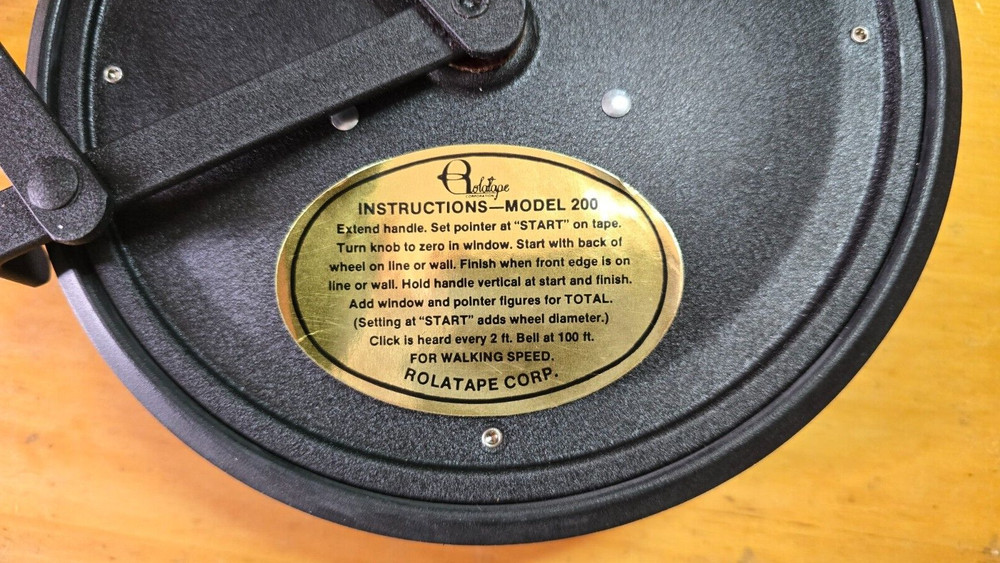 Rolatape
CORPORATION
INSTRUCTIONS—MODEL 200
Extend handle. Set pointer at “START” on tape.
Turn knob to zero in window. Start with back of
wheel on line or wall. Finish when front edge is on
line or wall. Hold handle vertical at start and finish.
Add window and pointer figures for TOTAL.
(Setting at “START” adds wheel diameter.)
Click is heard every 2 ft. Bell at 100 ft.
FOR WALKING SPEED.
ROLATAPE CORP.